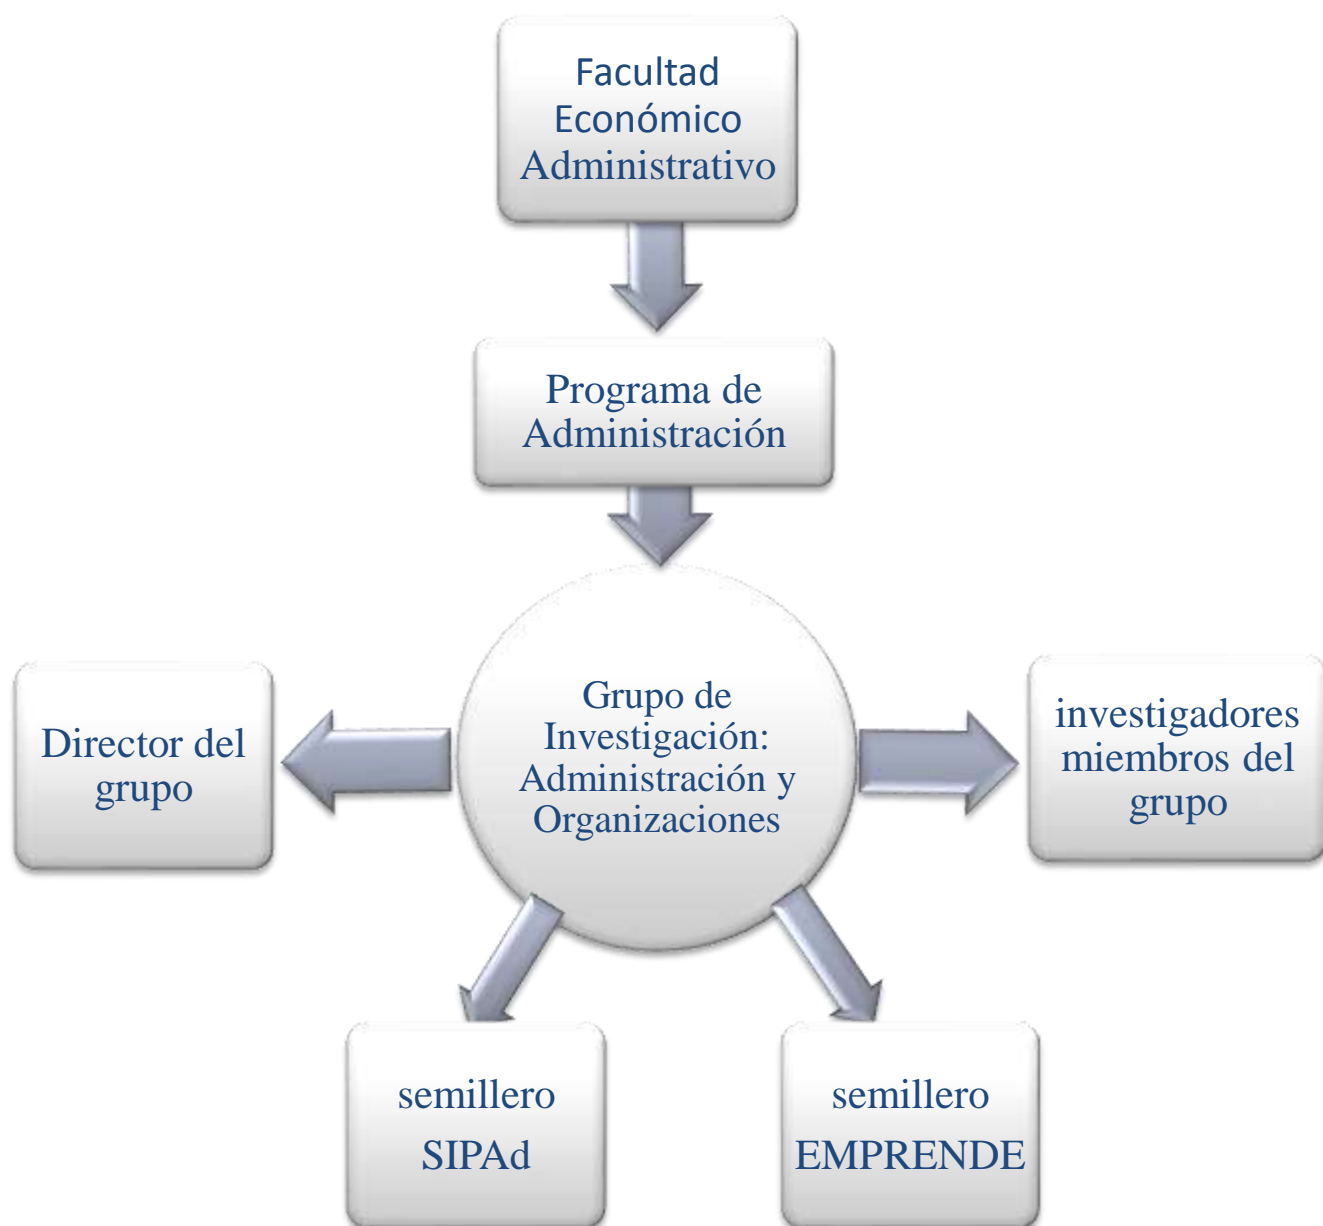 Facultad
Económico
Administrativo
Programa de
Administración
Grupo de
Investigación:
Administración y
Organizaciones
Director del
grupo
investigadores
miembros del
grupo
semillero
SIPAd
semillero
EMPRENDE